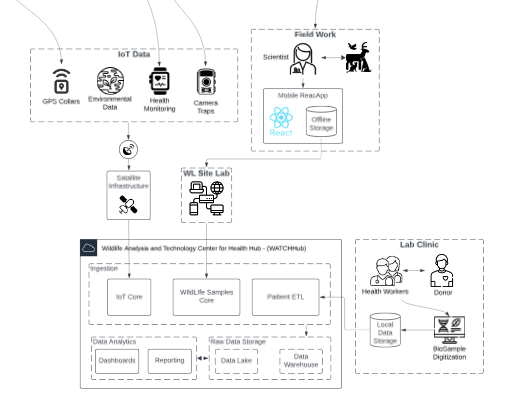 Field Work
Scientist
IoT Data
GPS Collars
Environmental
Data
Health
Monitoring
Camera
Traps
Mobile ReacApp
React
Offline
Storage
Satallite
Infrastructure
WL Site Lab
Wildlife Analysis and Technology Center for Health Hub - (WATCHHub)
Ingestion
IoT Core
WildLife Samples
Core
Patient ETL
Data Analytics
Dashboards
Reporting
Raw Data Storage
Data Lake
Data
Warehouse
Lab Clinic
Health Workers
Donor
Local
Data
Storage
BioSample
Digitization